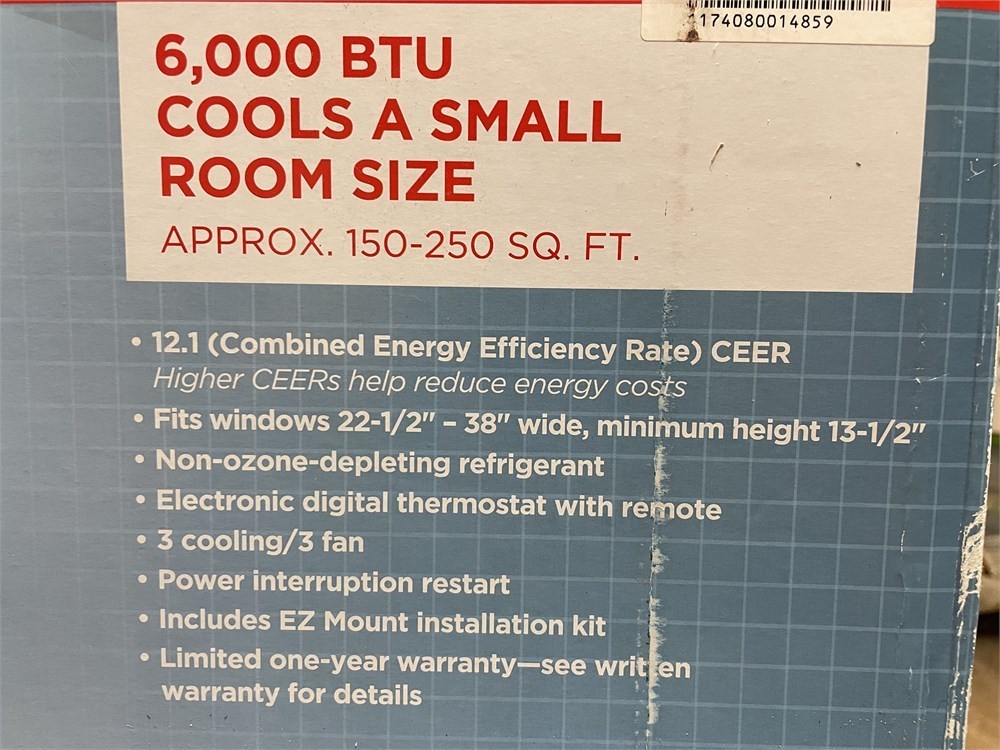 174080014859
6,000 BTU
COOLS A SMALL
ROOM SIZE
APPROX. 150-250 SQ. FT.
• 12.1 (Combined Energy Efficiency Rate) CEER
Higher CEERs help reduce energy costs
• Fits windows 22-1/2" – 38" wide, minimum height 13-1/2"
• Non-ozone-depleting refrigerant
• Electronic digital thermostat with remote
• 3 cooling/3 fan
• Power interruption restart
• Includes EZ Mount installation kit
• Limited one-year warranty—see written
warranty for details